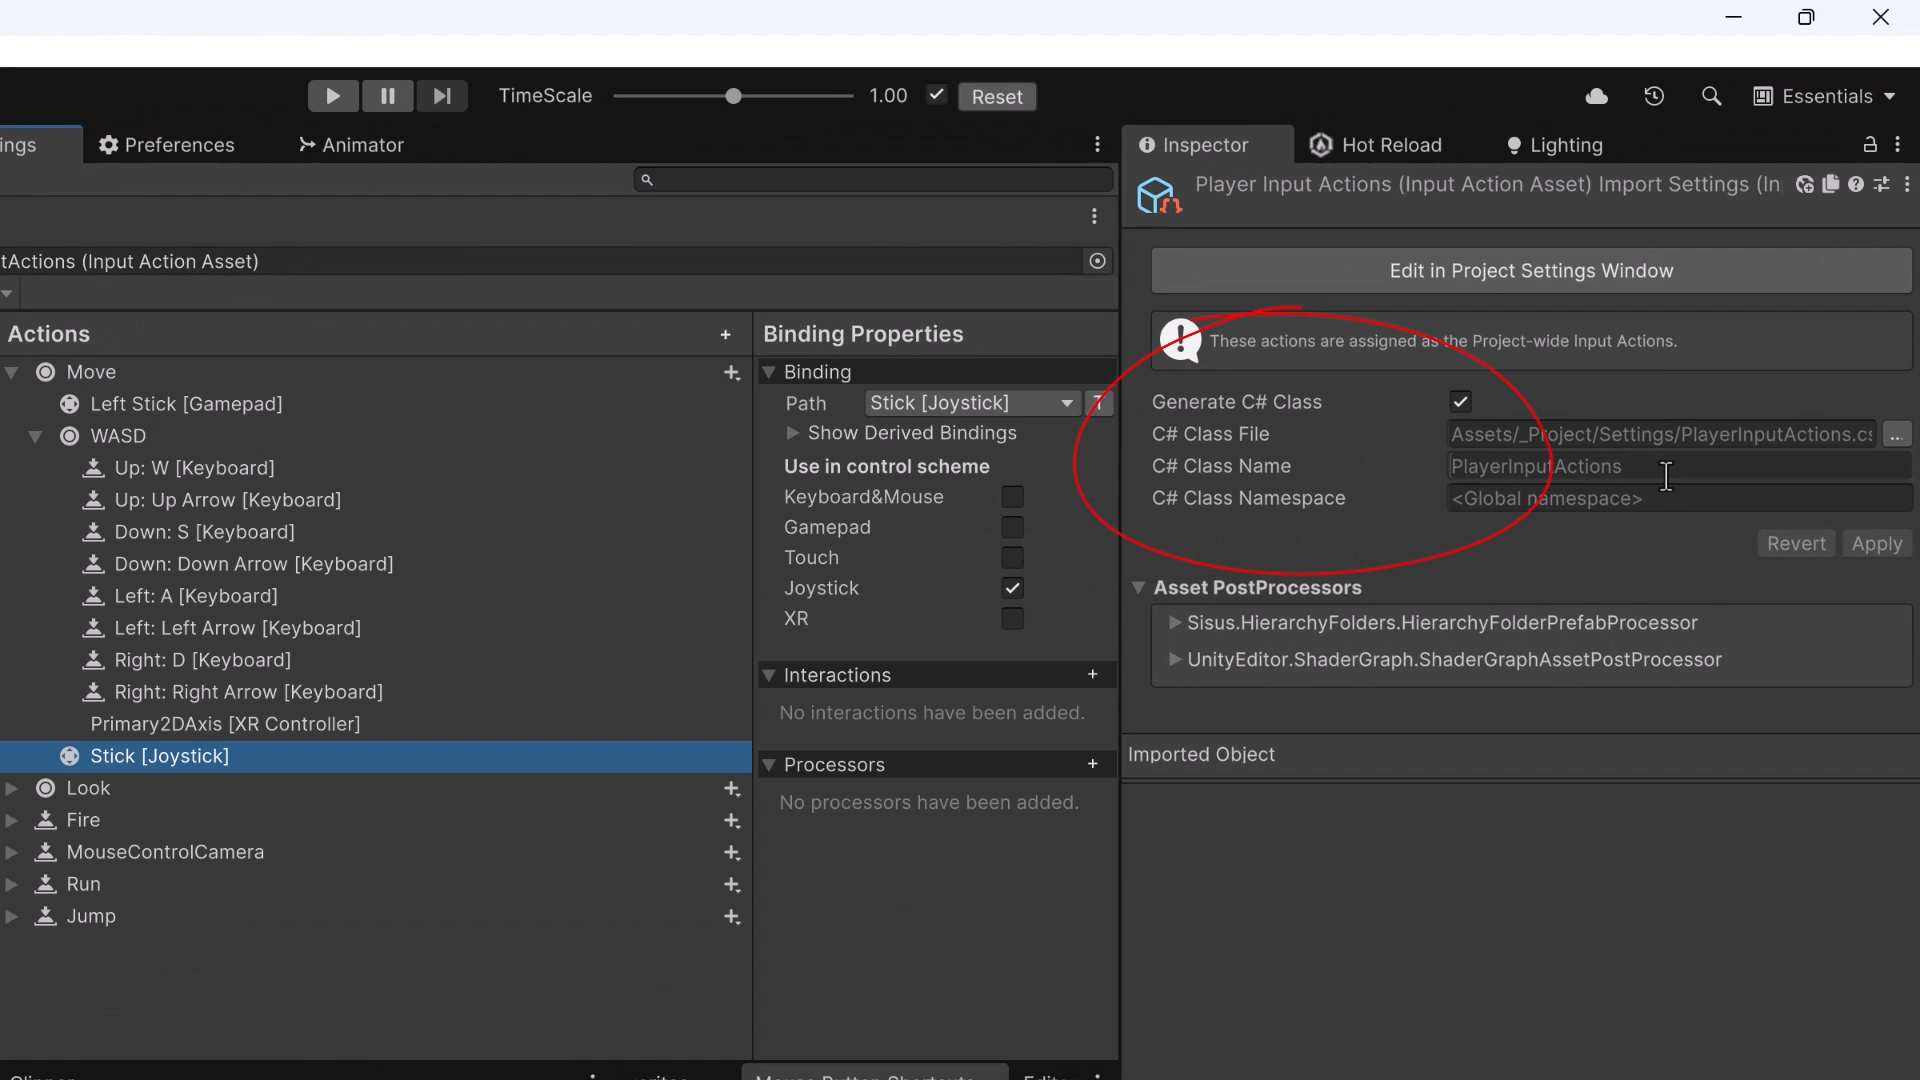 TimeScale 1.00 Reset Essentials
ings Preferences Animator
Inspector Hot Reload Lighting
Player Input Actions (Input Action Asset) Import Settings (In
tActions (Input Action Asset)
Actions +
Move
Left Stick [Gamepad]
WASD
Up: W [Keyboard]
Up: Up Arrow [Keyboard]
Down: S [Keyboard]
Down: Down Arrow [Keyboard]
Left: A [Keyboard]
Left: Left Arrow [Keyboard]
Right: D [Keyboard]
Right: Right Arrow [Keyboard]
Primary2DAxis [XR Controller]
Stick [Joystick]
Look
Fire
MouseControlCamera
Run
Jump
Binding Properties
Binding
Path Stick [Joystick] T
Show Derived Bindings
Use in control scheme
Keyboard&Mouse
Gamepad
Touch
Joystick
XR
Interactions +
No interactions have been added.
Processors +
No processors have been added.
Edit in Project Settings Window
These actions are assigned as the Project-wide Input Actions.
Generate C# Class
C# Class File Assets/_Project/Settings/PlayerInputActions.cs ...
C# Class Name PlayerInputActions
C# Class Namespace <Global namespace>
Revert Apply
Asset PostProcessors
Sisus.HierarchyFolders.HierarchyFolderPrefabProcessor
UnityEditor.ShaderGraph.ShaderGraphAssetPostProcessor
Imported Object